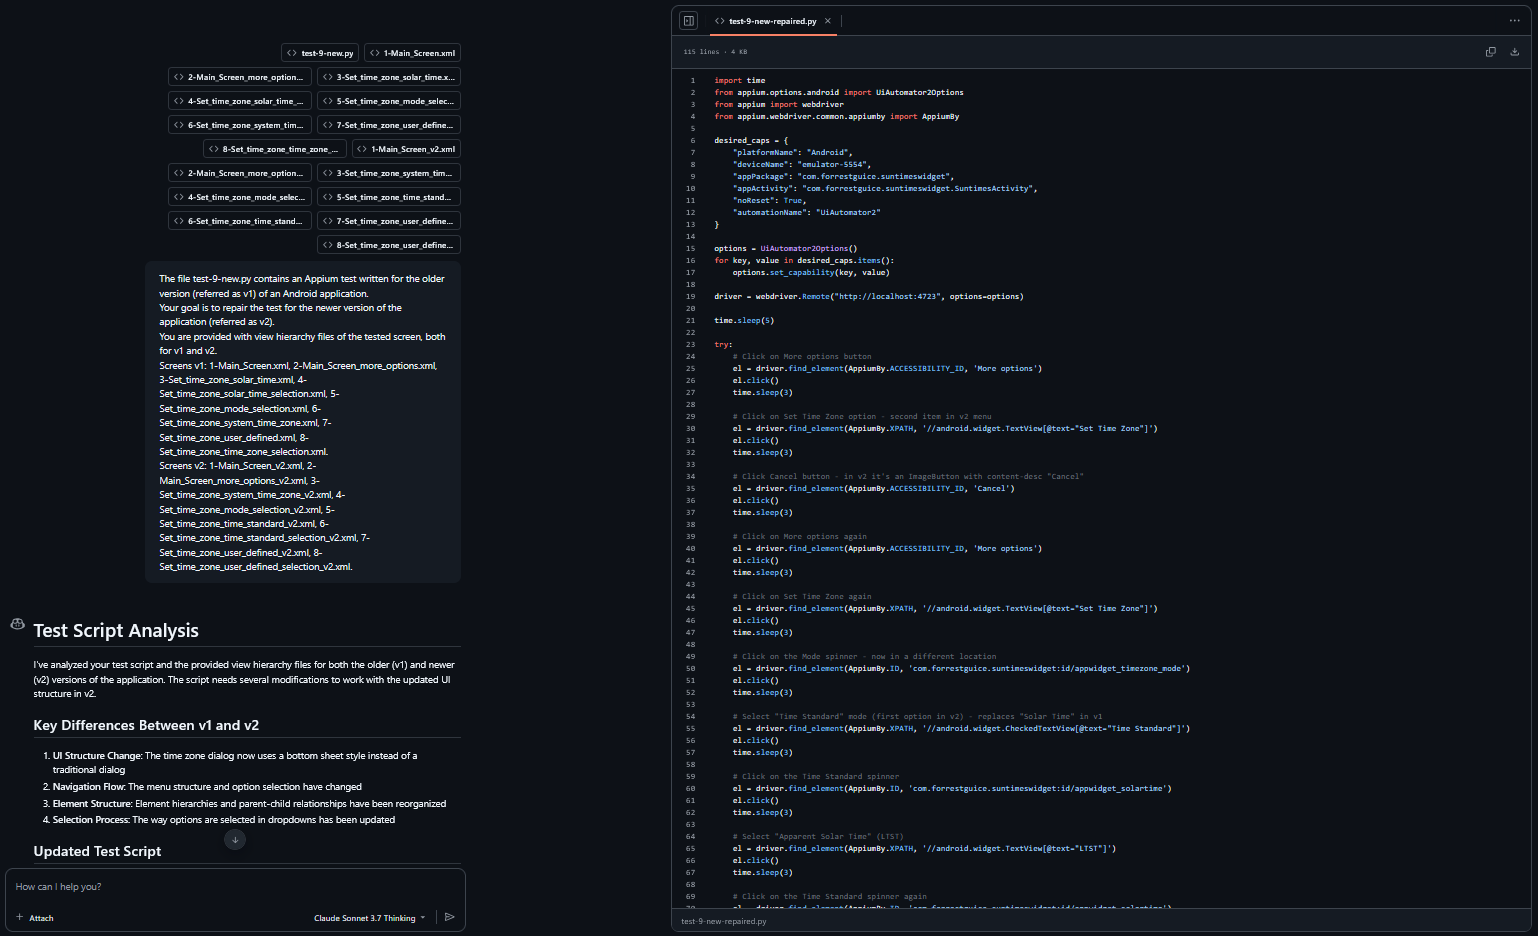 test-9-new.py
1-Main_Screen.xml
2-Main_Screen_more_option...
3-Set_time_zone_solar_time.x...
4-Set_time_zone_solar_time_...
5-Set_time_zone_mode_selec...
6-Set_time_zone_system_tim...
7-Set_time_zone_user_define...
8-Set_time_zone_time_zone_...
1-Main_Screen_v2.xml
2-Main_Screen_more_option...
3-Set_time_zone_system_tim...
4-Set_time_zone_mode_selec...
5-Set_time_zone_time_stand...
6-Set_time_zone_time_stand...
7-Set_time_zone_user_define...
8-Set_time_zone_user_define...
The file test-9-new.py contains an Appium test written for the older
version (referred as v1) of an Android application.
Your goal is to repair the test for the newer version of the
application (referred as v2).
You are provided with view hierarchy files of the tested screen, both
for v1 and v2.
Screens v1: 1-Main_Screen.xml, 2-Main_Screen_more_options.xml,
3-Set_time_zone_solar_time.xml, 4-
Set_time_zone_solar_time_selection.xml, 5-
Set_time_zone_mode_selection.xml, 6-
Set_time_zone_system_time_zone.xml, 7-
Set_time_zone_user_defined.xml, 8-
Set_time_zone_time_zone_selection.xml.
Screens v2: 1-Main_Screen_v2.xml, 2-
Main_Screen_more_options_v2.xml, 3-
Set_time_zone_system_time_zone_v2.xml, 4-
Set_time_zone_mode_selection_v2.xml, 5-
Set_time_zone_time_standard_v2.xml, 6-
Set_time_zone_time_standard_selection_v2.xml, 7-
Set_time_zone_user_defined_v2.xml, 8-
Set_time_zone_user_defined_selection_v2.xml.
Test Script Analysis
I've analyzed your test script and the provided view hierarchy files for both the older (v1) and newer
(v2) versions of the application. The script needs several modifications to work with the updated UI
structure in v2.
Key Differences Between v1 and v2
1. UI Structure Change: The time zone dialog now uses a bottom sheet style instead of a
traditional dialog
2. Navigation Flow: The menu structure and option selection have changed
3. Element Structure: Element hierarchies and parent-child relationships have been reorganized
4. Selection Process: The way options are selected in dropdowns has been updated
Updated Test Script
How can I help you?
Attach
Claude Sonnet 3.7 Thinking
test-9-new-repaired.py
115 lines · 4 KB
1 import time
2 from appium.options.android import UiAutomator2Options
3 from appium import webdriver
4 from appium.webdriver.common.appiumby import AppiumBy
5
6 desired_caps = {
7 "platformName": "Android",
8 "deviceName": "emulator-5554",
9 "appPackage": "com.forrestguice.suntimeswidget",
10 "appActivity": "com.forrestguice.suntimeswidget.SuntimesActivity",
11 "noReset": True,
12 "automationName": "UiAutomator2"
13 }
14
15 options = UiAutomator2Options()
16 for key, value in desired_caps.items():
17 options.set_capability(key, value)
18
19 driver = webdriver.Remote("http://localhost:4723", options=options)
20
21 time.sleep(5)
22
23 try:
24 # Click on More options button
25 el = driver.find_element(AppiumBy.ACCESSIBILITY_ID, 'More options')
26 el.click()
27 time.sleep(3)
28
29 # Click on Set Time Zone option - second item in v2 menu
30 el = driver.find_element(AppiumBy.XPATH, '//android.widget.TextView[@text="Set Time Zone"]')
31 el.click()
32 time.sleep(3)
33
34 # Click Cancel button - in v2 it's an ImageButton with content-desc "Cancel"
35 el = driver.find_element(AppiumBy.ACCESSIBILITY_ID, 'Cancel')
36 el.click()
37 time.sleep(3)
38
39 # Click on More options again
40 el = driver.find_element(AppiumBy.ACCESSIBILITY_ID, 'More options')
41 el.click()
42 time.sleep(3)
43
44 # Click on Set Time Zone again
45 el = driver.find_element(AppiumBy.XPATH, '//android.widget.TextView[@text="Set Time Zone"]')
46 el.click()
47 time.sleep(3)
48
49 # Click on the Mode spinner - now in a different location
50 el = driver.find_element(AppiumBy.ID, 'com.forrestguice.suntimeswidget:id/appwidget_timezone_mode')
51 el.click()
52 time.sleep(3)
53
54 # Select "Time Standard" mode (first option in v2) - replaces "Solar Time" in v1
55 el = driver.find_element(AppiumBy.XPATH, '//android.widget.CheckedTextView[@text="Time Standard"]')
56 el.click()
57 time.sleep(3)
58
59 # Click on the Time Standard spinner
60 el = driver.find_element(AppiumBy.ID, 'com.forrestguice.suntimeswidget:id/appwidget_solartime')
61 el.click()
62 time.sleep(3)
63
64 # Select "Apparent Solar Time" (LTST)
65 el = driver.find_element(AppiumBy.XPATH, '//android.widget.TextView[@text="LTST"]')
66 el.click()
67 time.sleep(3)
68
69 # Click on the Time Standard spinner again
test-9-new-repaired.py